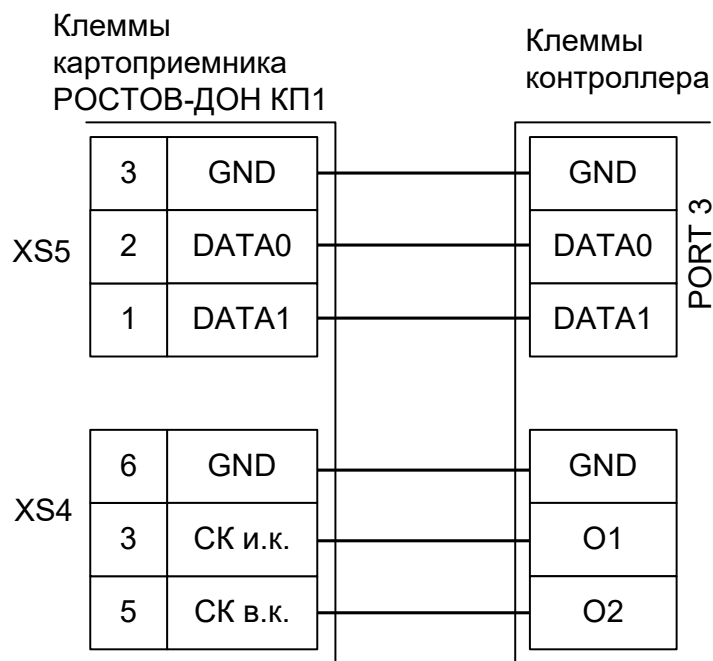 Клеммы
картоприемника
РОСТОВ-ДОН КП1
Клеммы
контроллера
XS5
3 GND
2 DATA0
1 DATA1
GND
DATA0
DATA1
PORT 3
XS4
6 GND
3 СК и.к.
5 СК в.к.
GND
O1
O2